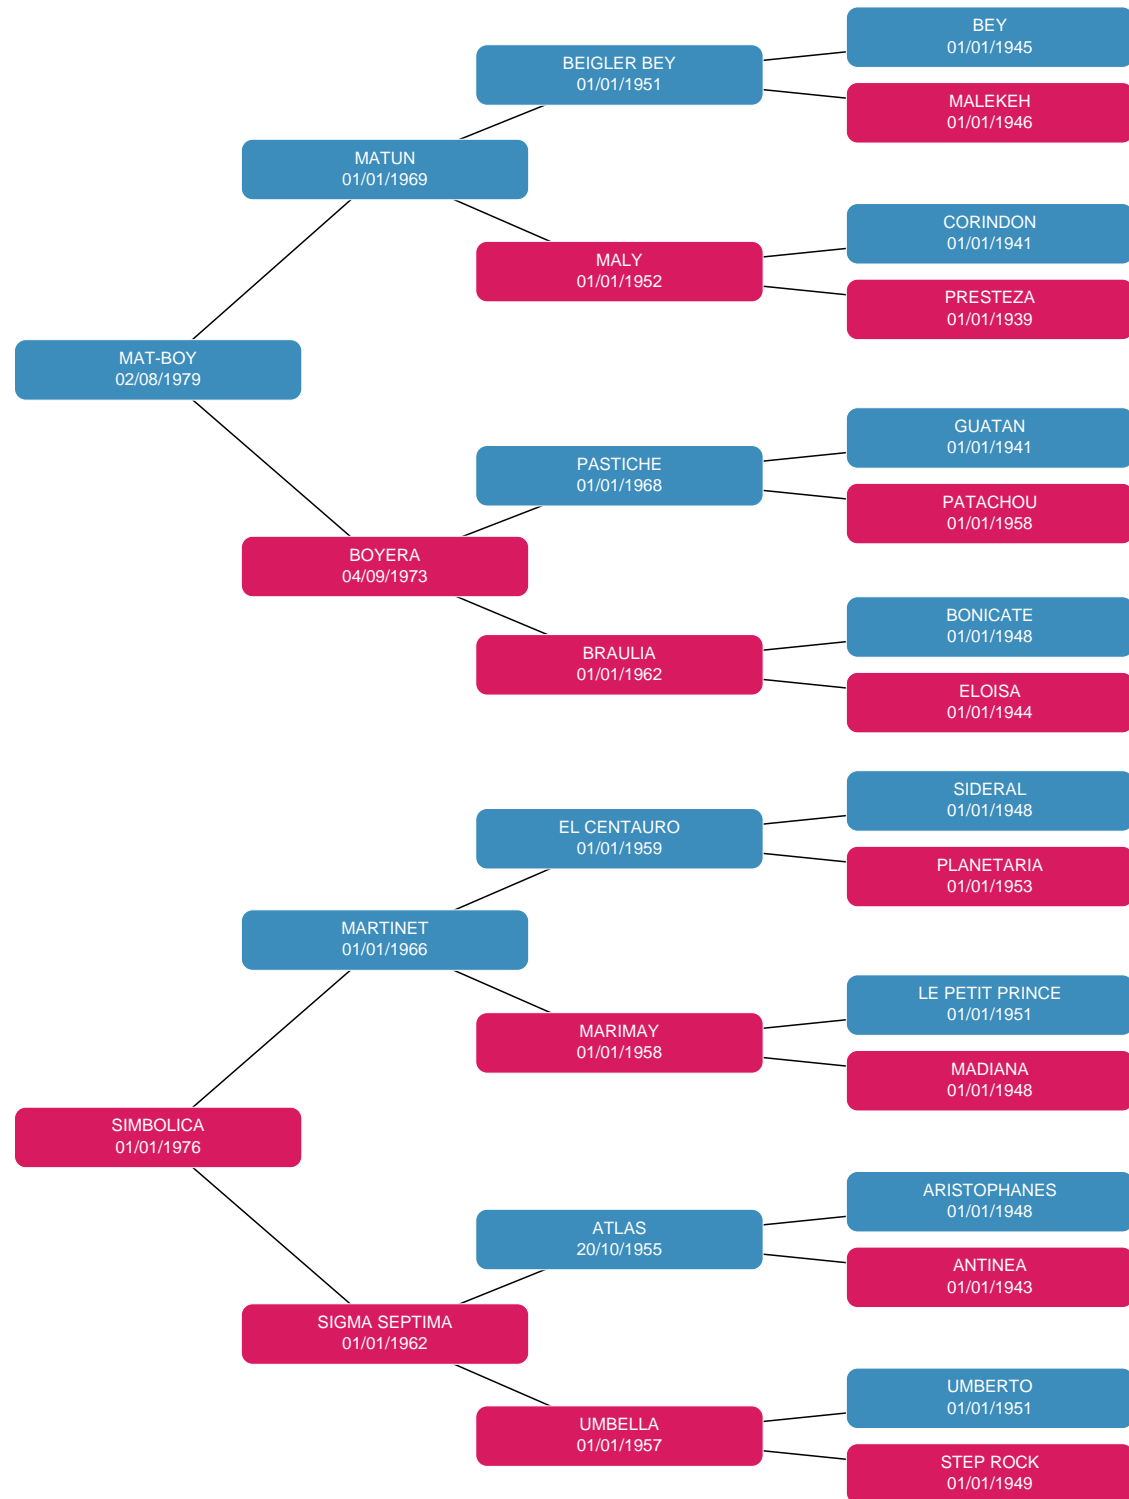 BEY
01/01/1945
BEIGLER BEY
01/01/1951
MALEKEH
01/01/1946
MATUN
01/01/1969
CORINDON
01/01/1941
MALY
01/01/1952
PRESTEZA
01/01/1939
MAT-BOY
02/08/1979
GUATAN
01/01/1941
PASTICHE
01/01/1968
PATACHOU
01/01/1958
BOYERA
04/09/1973
BONICATE
01/01/1948
BRAULIA
01/01/1962
ELOISA
01/01/1944
SIDERAL
01/01/1948
EL CENTAURO
01/01/1959
PLANETARIA
01/01/1953
MARTINET
01/01/1966
LE PETIT PRINCE
01/01/1951
MARIMAY
01/01/1958
MADIANA
01/01/1948
SIMBOLICA
01/01/1976
ARISTOPHANES
01/01/1948
ATLAS
20/10/1955
ANTINEA
01/01/1943
SIGMA SEPTIMA
01/01/1962
UMBERTO
01/01/1951
UMBELLA
01/01/1957
STEP ROCK
01/01/1949